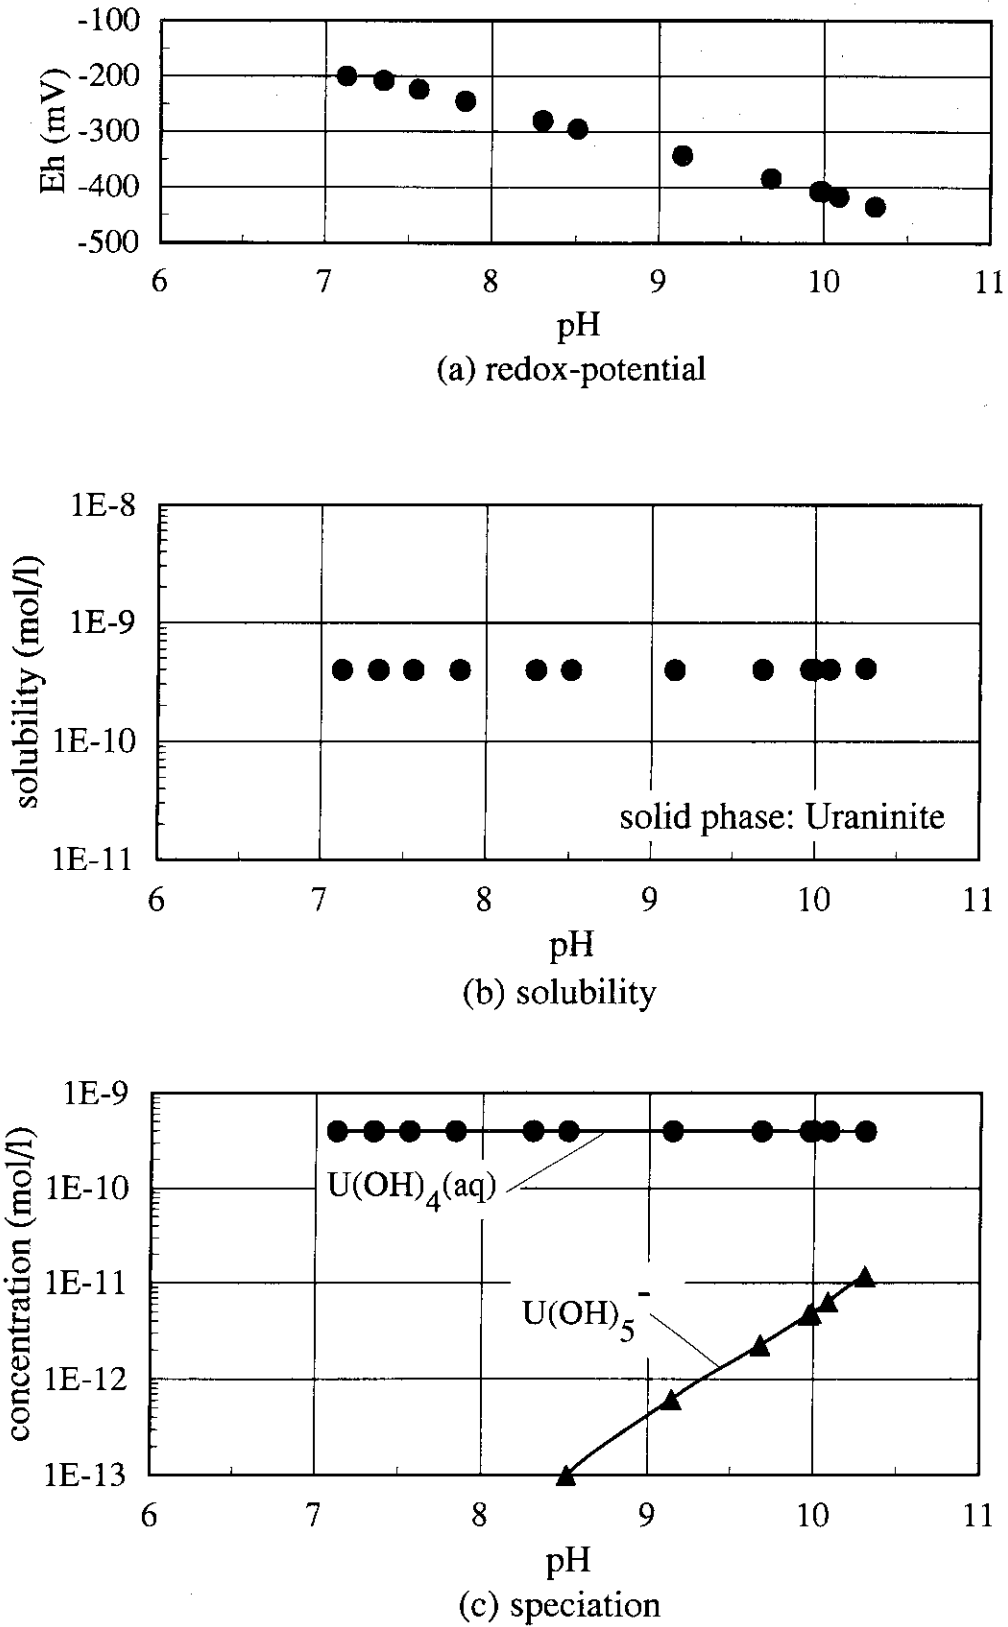 -100
-200
-300
-400
-500
Eh (mV)
6 7 8 9 10 11
pH
(a) redox-potential
1E-8
1E-9
1E-10
1E-11
solubility (mol/l)
solid phase: Uraninite
6 7 8 9 10 11
pH
(b) solubility
1E-9
1E-10
1E-11
1E-12
1E-13
concentration (mol/l)
U(OH)4(aq)
U(OH)5-
6 7 8 9 10 11
pH
(c) speciation